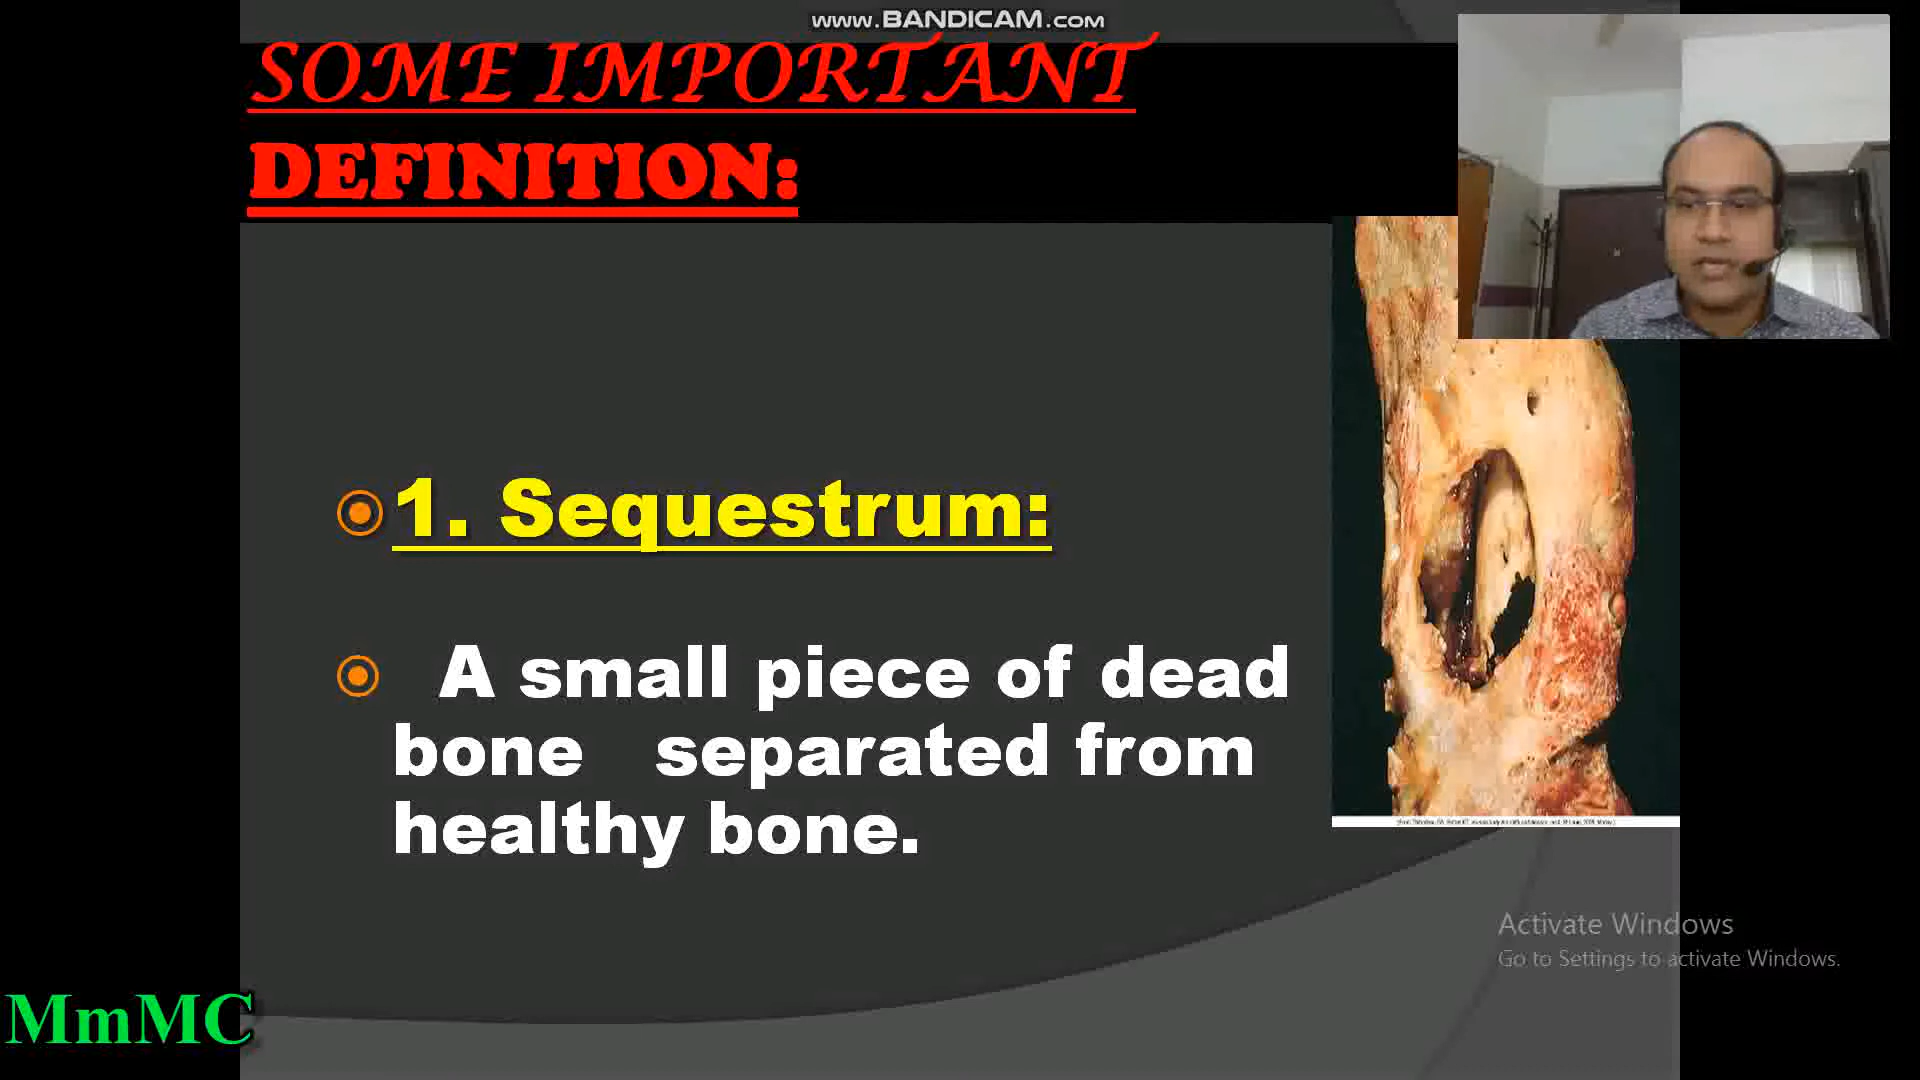 www.BANDICAM.com
SOME IMPORTANT
DEFINITION:
1. Sequestrum:
A small piece of dead
bone separated from
healthy bone.
Activate Windows
Go to Settings to activate Windows.
MmMC